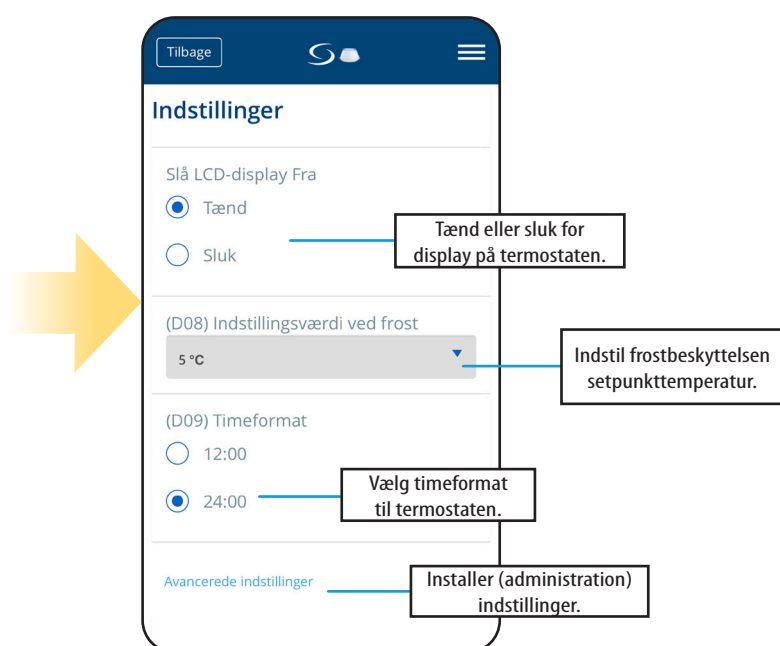 Tilbage
Indstillinger
Slå LCD-display Fra
Tænd
Sluk
Tænd eller sluk for
display på termostaten.
(D08) Indstillingsværdi ved frost
5 °C
Indstil frostbeskyttelsen
setpunkttemperatur.
(D09) Timeformat
12:00
24:00
Vælg timeformat
til termostaten.
Avancerede indstillinger
Installer (administration)
indstillinger.